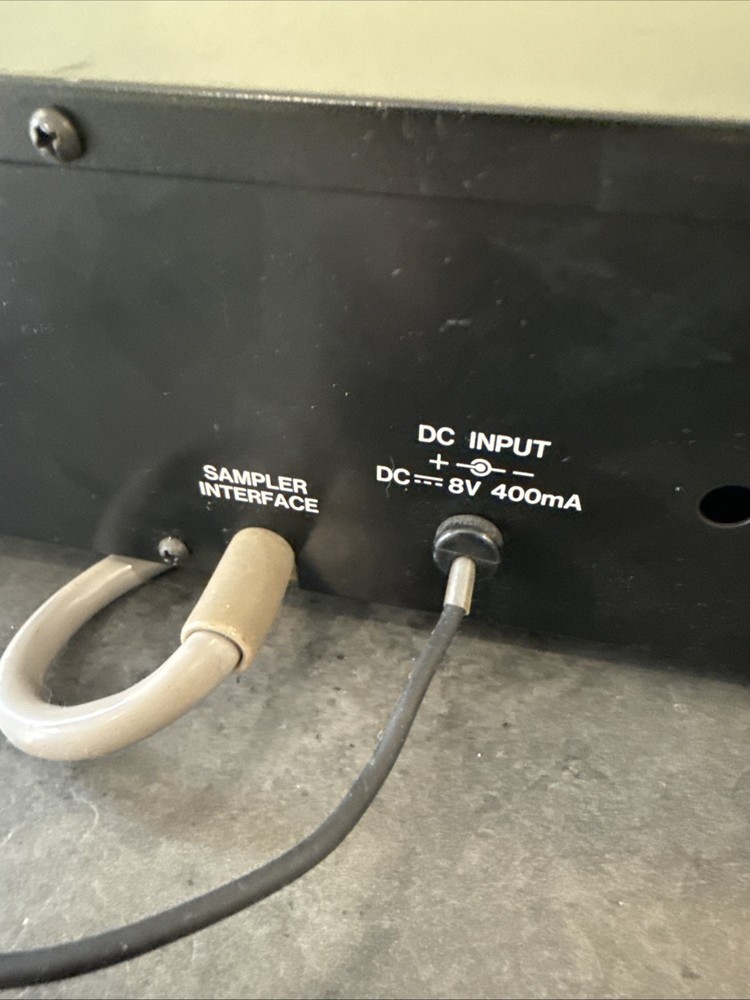 SAMPLER
INTERFACE
DC INPUT
+ −
DC⎓ 8V 400mA